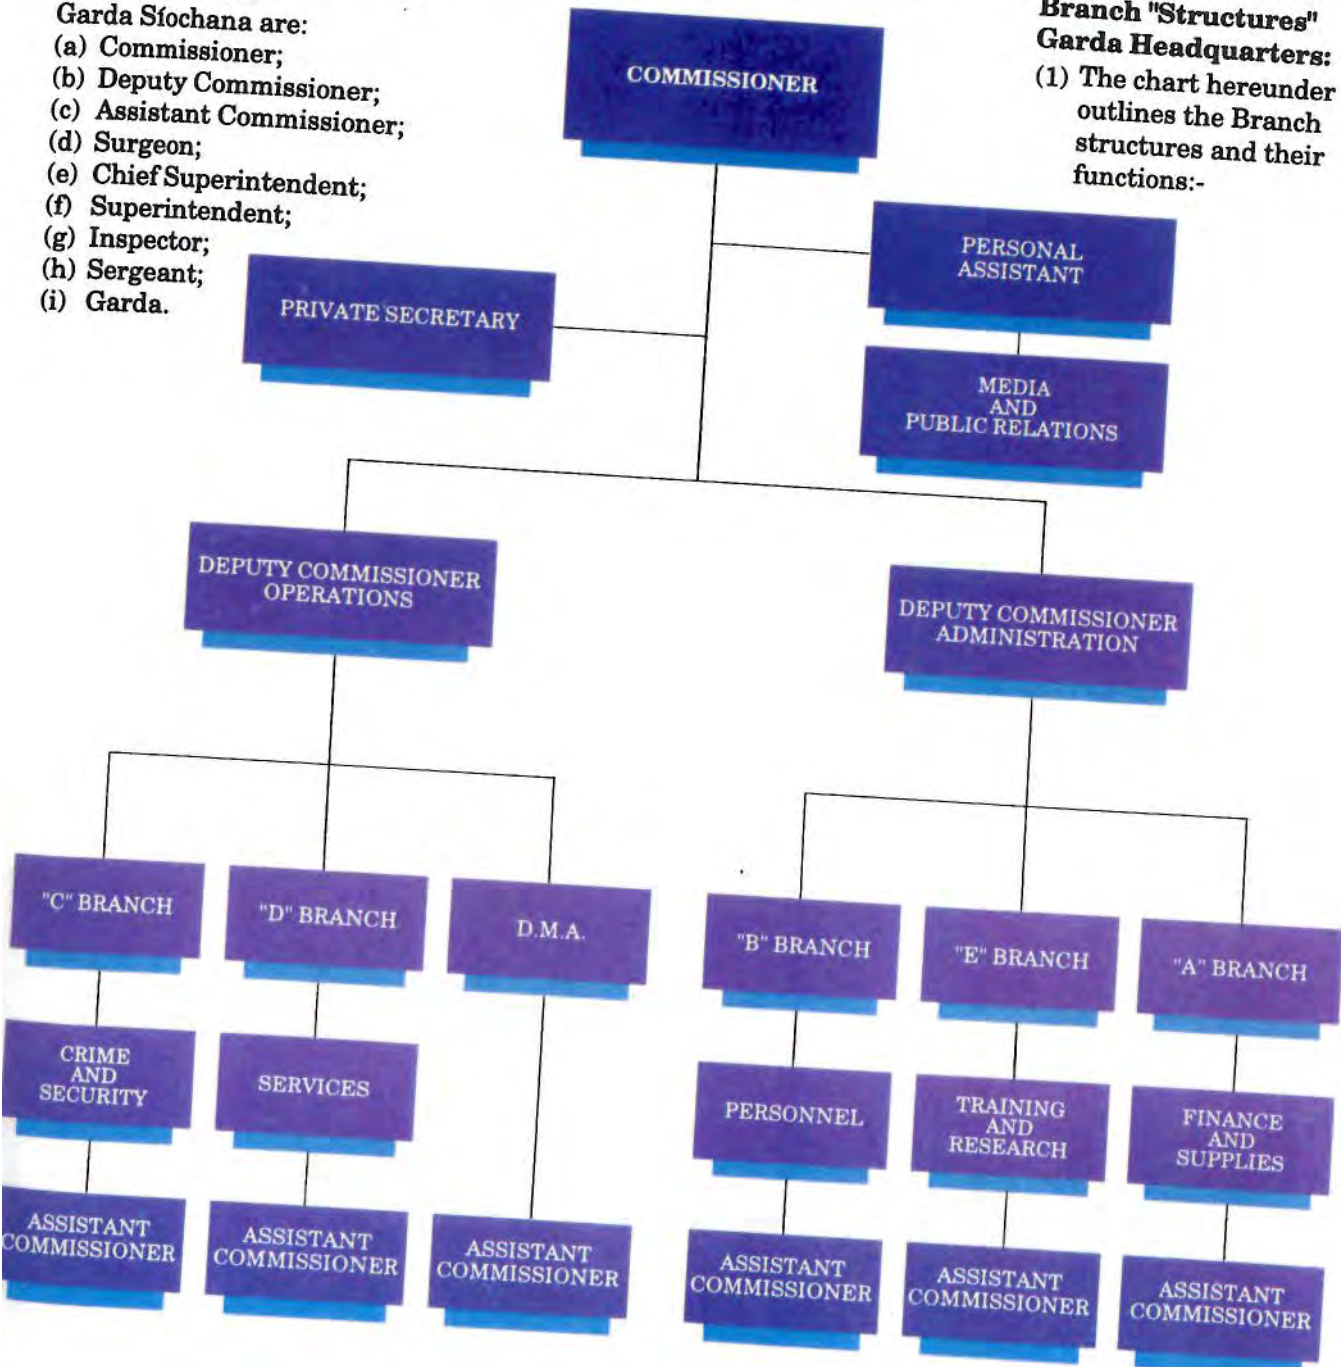 Garda Síochana are:
(a) Commissioner;
(b) Deputy Commissioner;
(c) Assistant Commissioner;
(d) Surgeon;
(e) Chief Superintendent;
(f) Superintendent;
(g) Inspector;
(h) Sergeant;
(i) Garda.
Branch "Structures"
Garda Headquarters:
(1) The chart hereunder
outlines the Branch
structures and their
functions:-
COMMISSIONER
PERSONAL
ASSISTANT
PRIVATE SECRETARY
MEDIA
AND
PUBLIC RELATIONS
DEPUTY COMMISSIONER
OPERATIONS
DEPUTY COMMISSIONER
ADMINISTRATION
"C" BRANCH
"D" BRANCH
D.M.A.
"B" BRANCH
"E" BRANCH
"A" BRANCH
CRIME
AND
SECURITY
SERVICES
PERSONNEL
TRAINING
AND
RESEARCH
FINANCE
AND
SUPPLIES
ASSISTANT
COMMISSIONER
ASSISTANT
COMMISSIONER
ASSISTANT
COMMISSIONER
ASSISTANT
COMMISSIONER
ASSISTANT
COMMISSIONER
ASSISTANT
COMMISSIONER